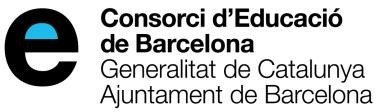 Consorci d'Educació
de Barcelona
Generalitat de Catalunya
Ajuntament de Barcelona